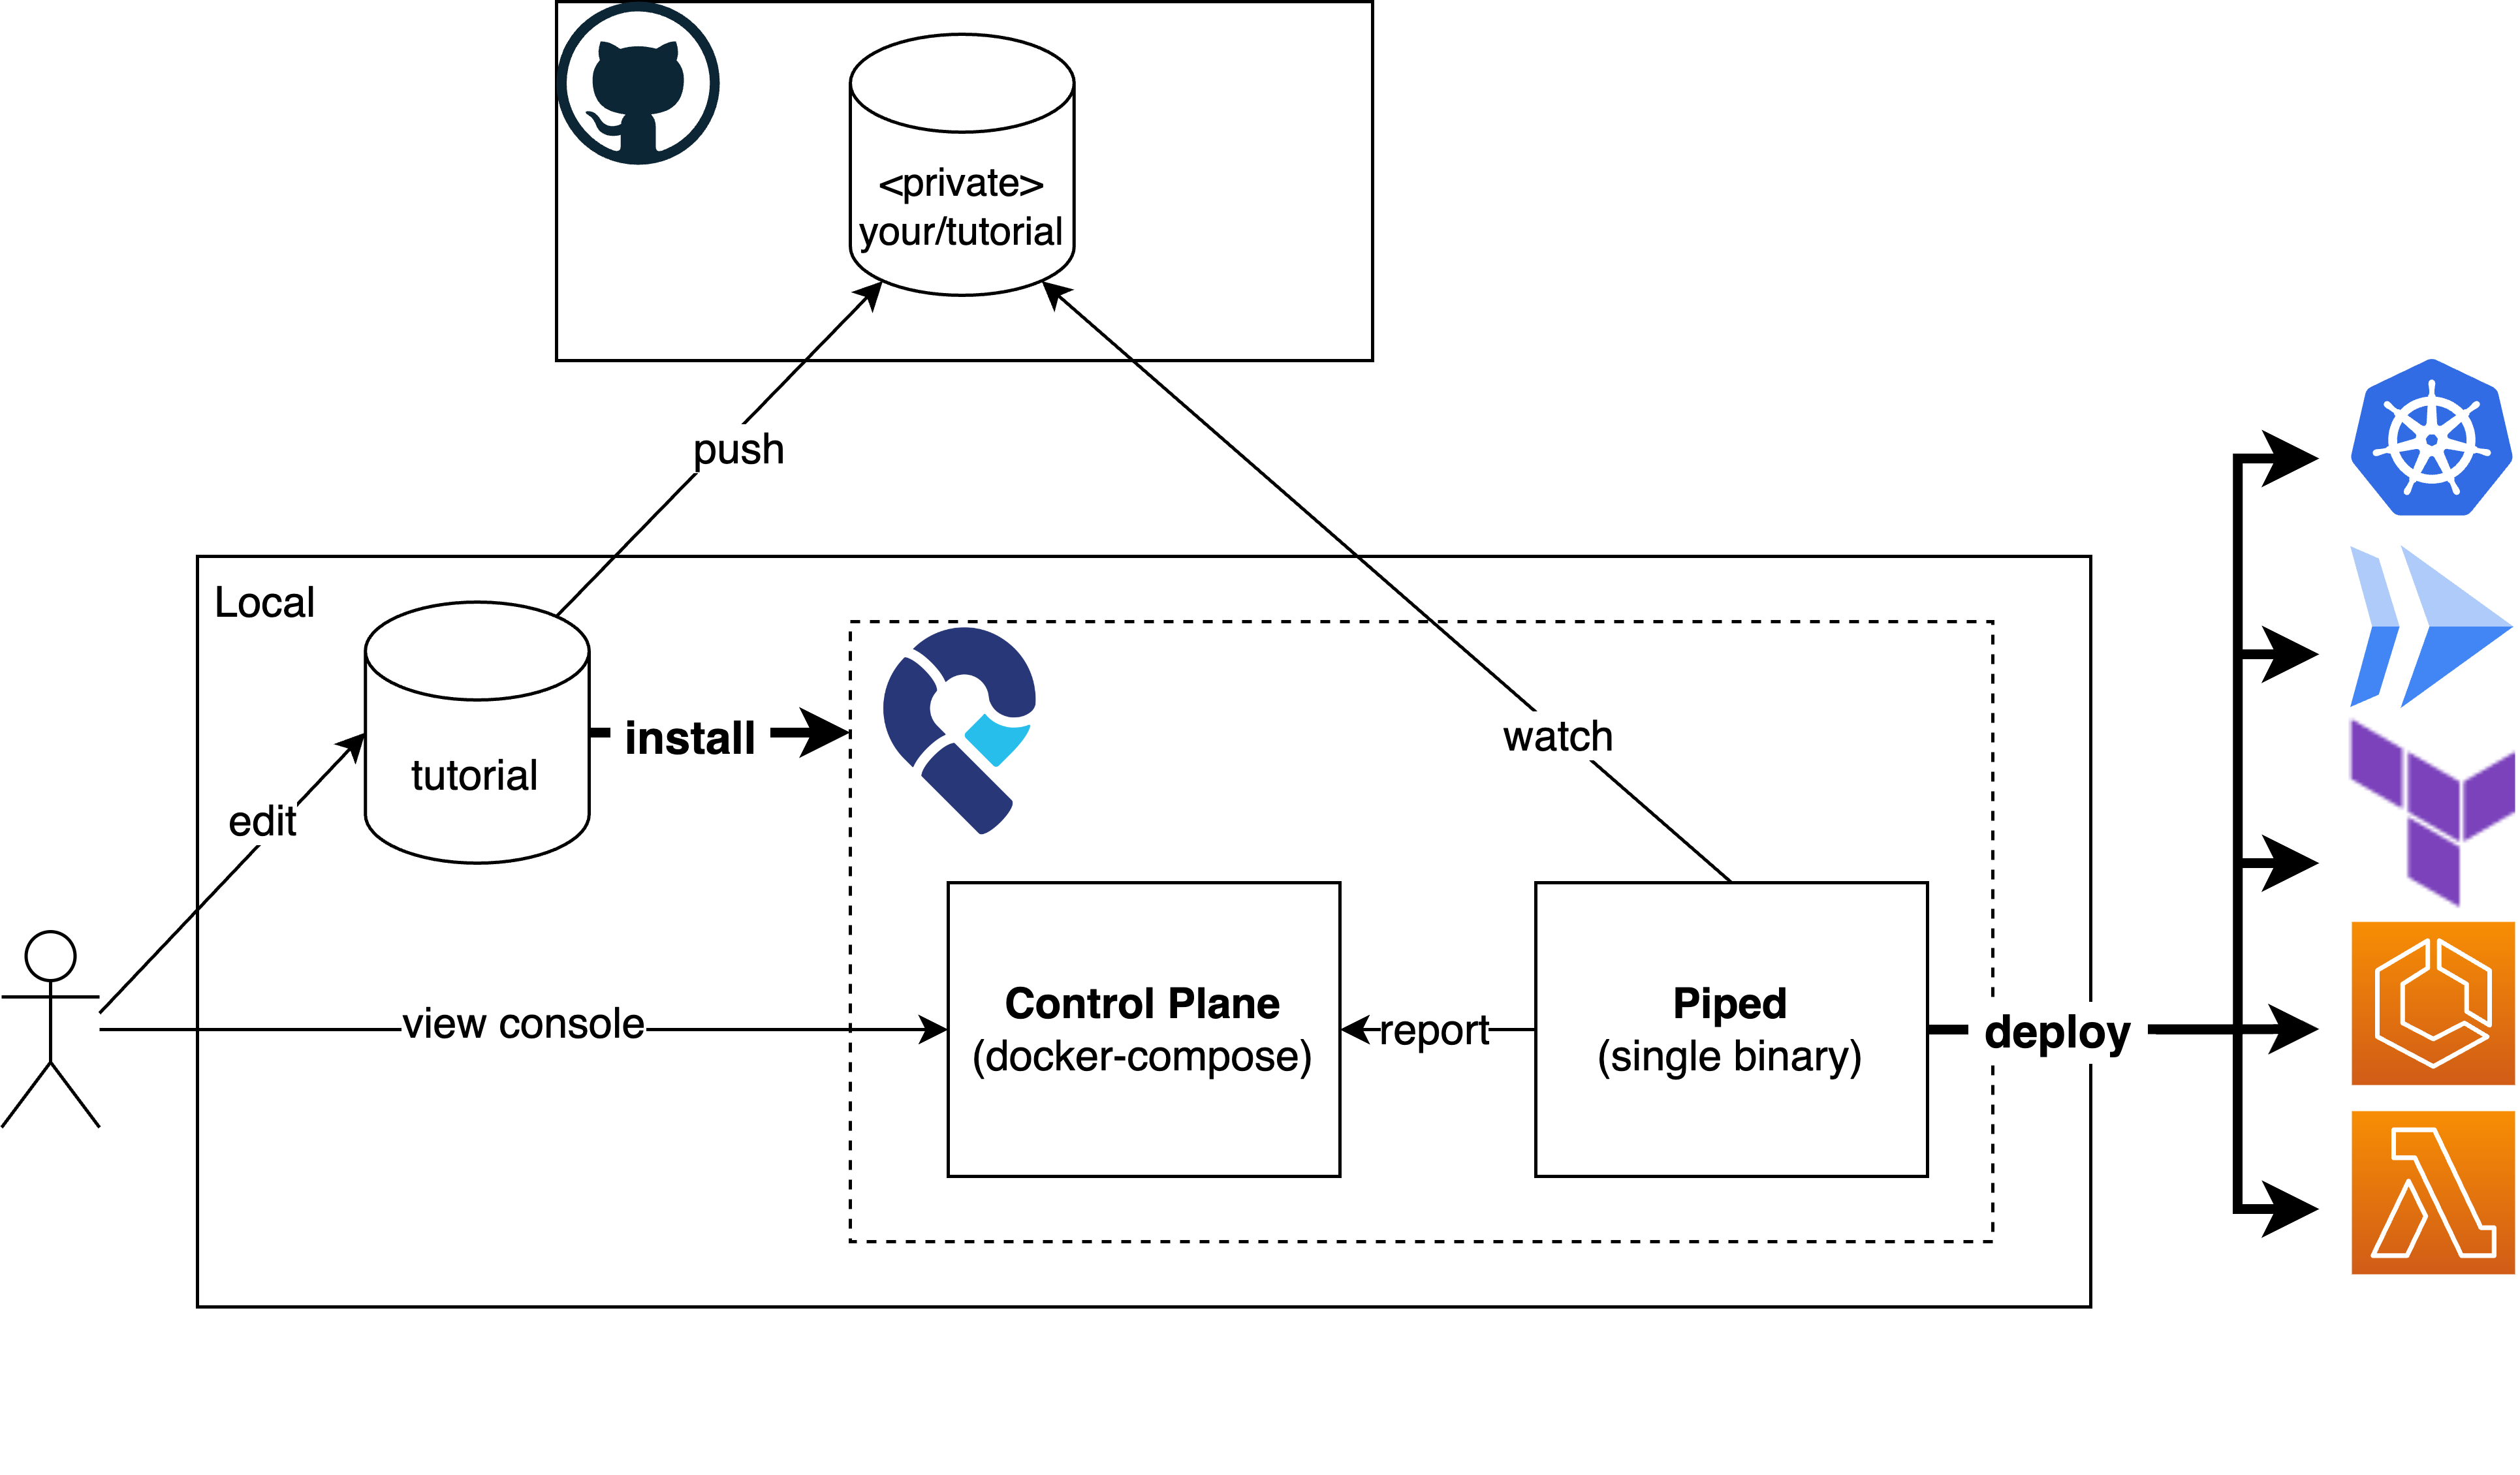 <private>
your/tutorial
push
Local
tutorial
install
watch
edit
view console
Control Plane
(docker-compose)
report
Piped
(single binary)
deploy